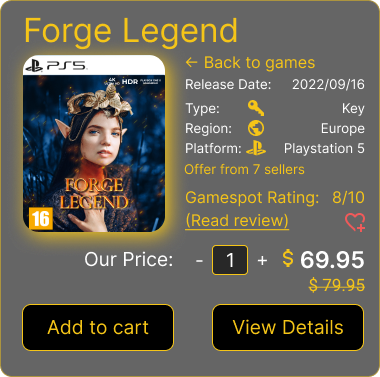 Forge Legend
PS5
4K HDR
FORGE
LEGEND
16
← Back to games
Release Date: 2022/09/16
Type: Key
Region: Europe
Platform: Playstation 5
Offer from 7 sellers
Gamespot Rating: 8/10
(Read review)
Our Price: - 1 + $ 69.95
$ 79.95
Add to cart
View Details